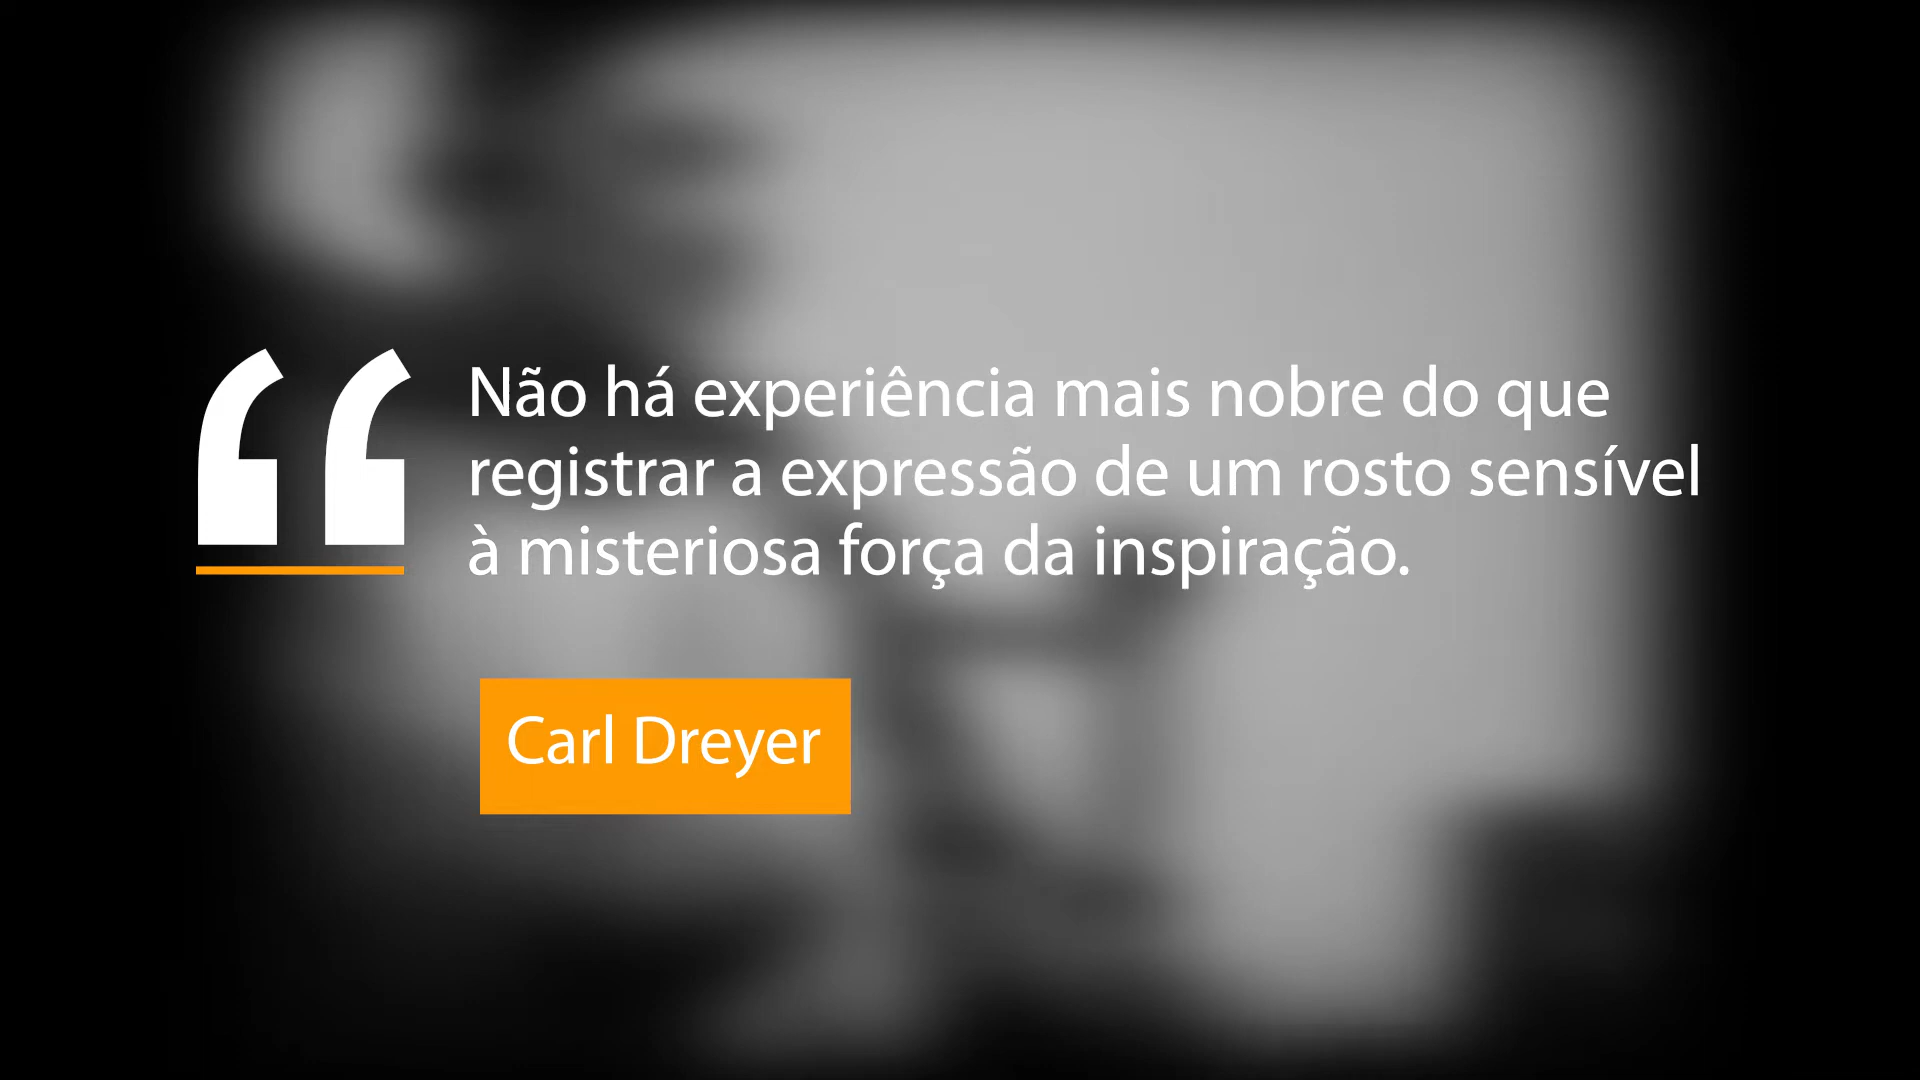 “
Não há experiência mais nobre do que
registrar a expressão de um rosto sensível
à misteriosa força da inspiração.
Carl Dreyer